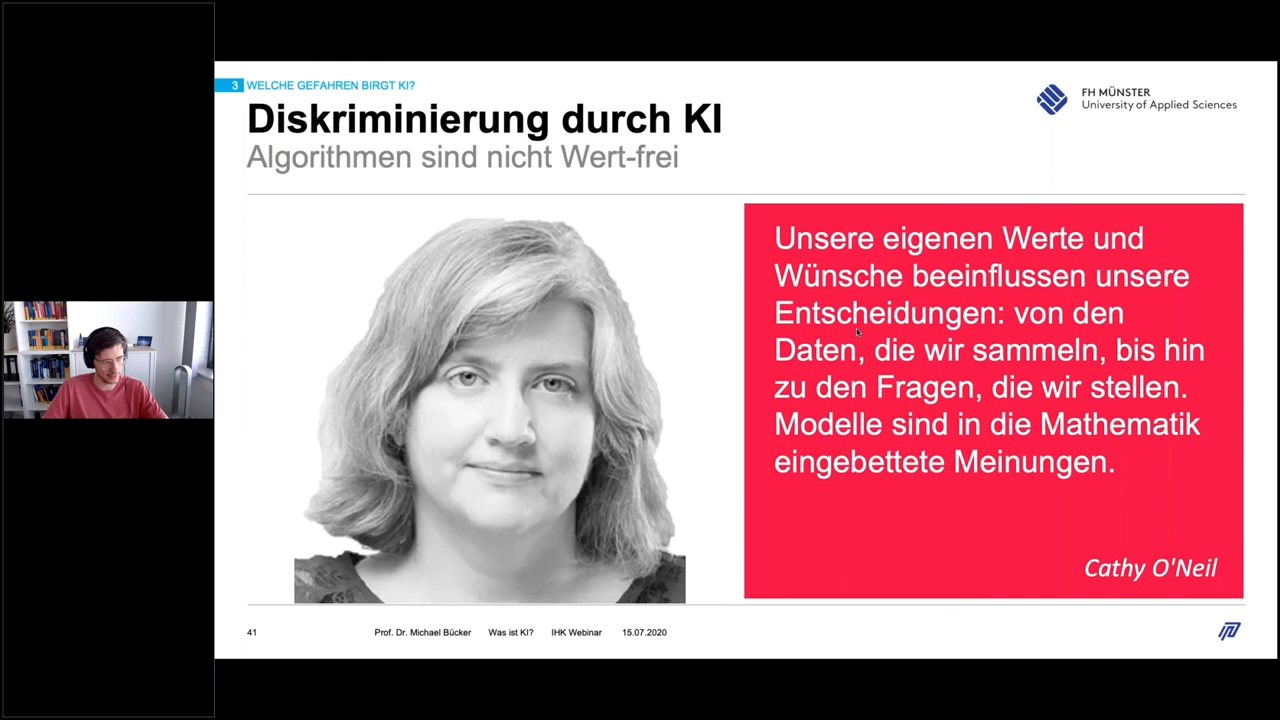 3 WELCHE GEFAHREN BIRGT KI?
Diskriminierung durch KI
Algorithmen sind nicht Wert-frei
FH MÜNSTER
University of Applied Sciences
Unsere eigenen Werte und
Wünsche beeinflussen unsere
Entscheidungen: von den
Daten, die wir sammeln, bis hin
zu den Fragen, die wir stellen.
Modelle sind in die Mathematik
eingebettete Meinungen.
Cathy O'Neil
41 Prof. Dr. Michael Bücker Was ist KI? IHK Webinar 15.07.2020